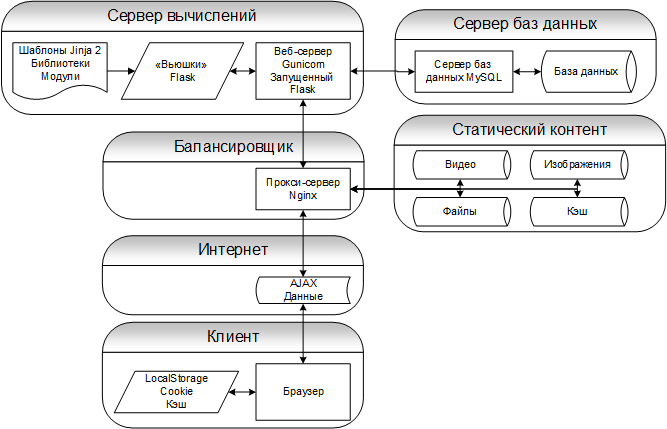 Сервер вычислений
Шаблоны Jinja 2
Библиотеки
Модули
«Вьюшки»
Flask
Веб-сервер
Gunicorn
Запущенный
Flask
Сервер баз данных
Сервер баз
данных MySQL
База данных
Балансировщик
Прокси-сервер
Nginx
Статический контент
Видео
Изображения
Файлы
Кэш
Интернет
AJAX
Данные
Клиент
LocalStorage
Cookie
Кэш
Браузер